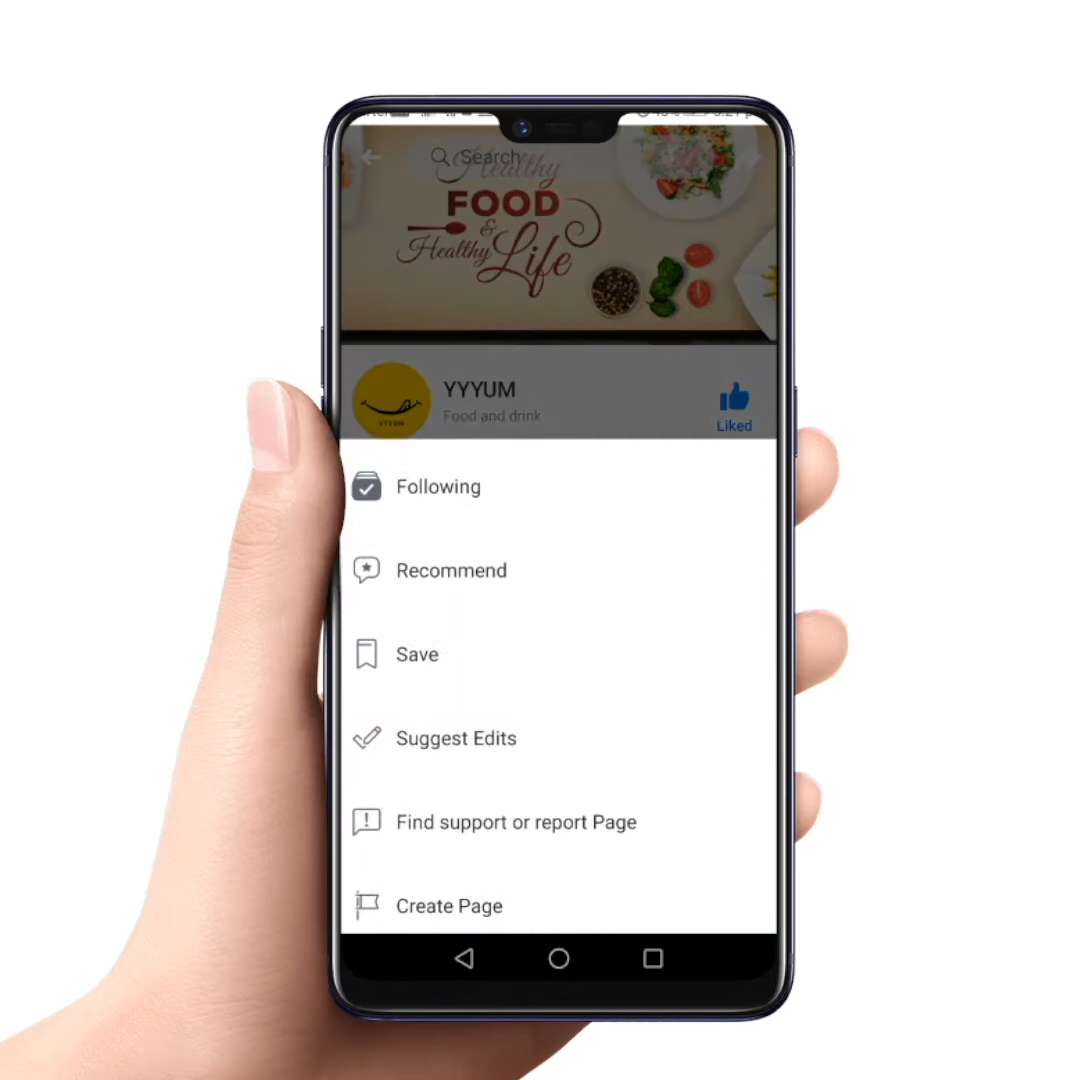 Search
Healthy
FOOD
&
Healthy Life
YYYUM
Food and drink
YYYUM
Liked
Following
Recommend
Save
Suggest Edits
Find support or report Page
Create Page